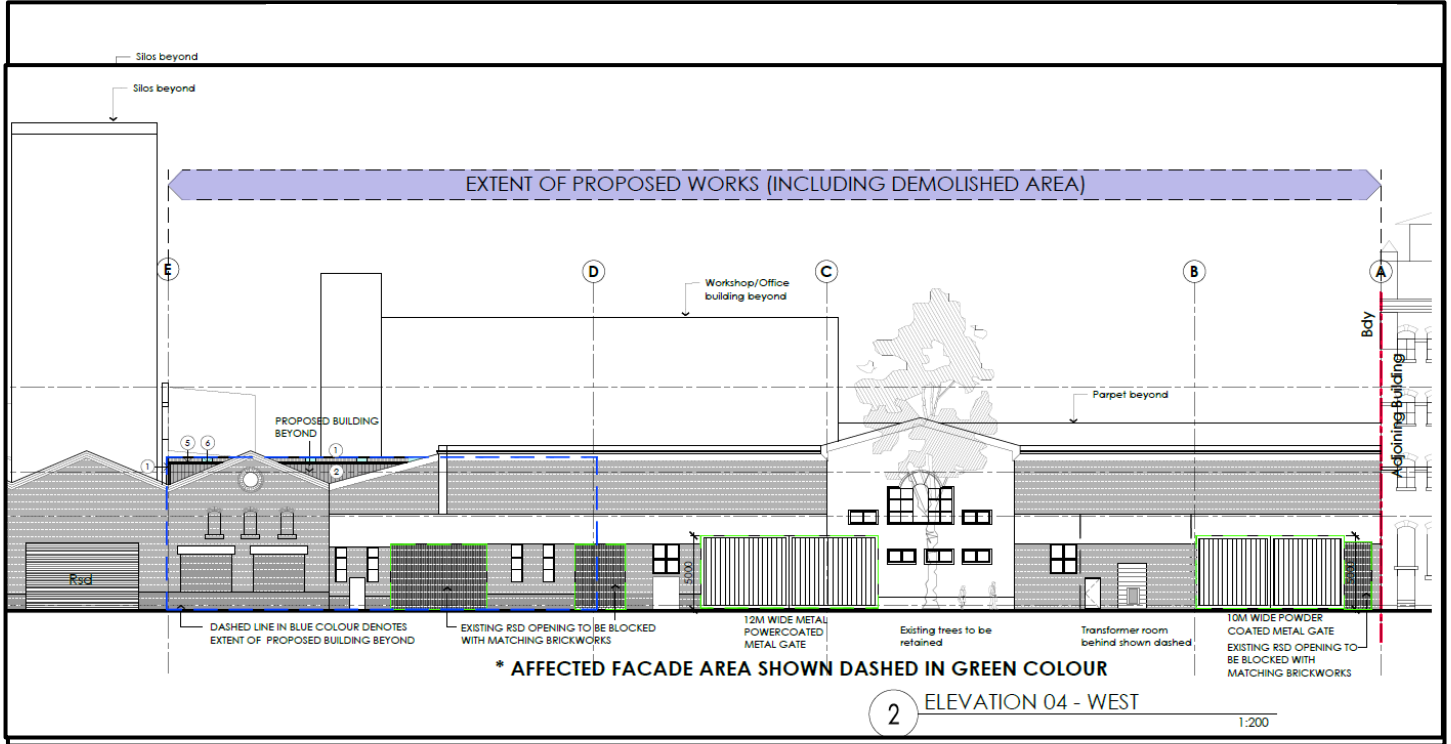 Silos beyond
Silos beyond
EXTENT OF PROPOSED WORKS (INCLUDING DEMOLISHED AREA)
E
D
C
B
A
Workshop/Office
building beyond
Bdy
Adjoining Building
Parpet beyond
PROPOSED BUILDING
BEYOND
5
6
1
1
2
Rsd
5000
5000
DASHED LINE IN BLUE COLOUR DENOTES
EXTENT OF PROPOSED BUILDING BEYOND
EXISTING RSD OPENING TO BE BLOCKED
WITH MATCHING BRICKWORKS
12M WIDE METAL
POWERCOATED
METAL GATE
Existing trees to be
retained
Transformer room
behind shown dashed
10M WIDE POWDER
COATED METAL GATE
EXISTING RSD OPENING TO
BE BLOCKED WITH
MATCHING BRICKWORKS
* AFFECTED FACADE AREA SHOWN DASHED IN GREEN COLOUR
2
ELEVATION 04 - WEST
1:200